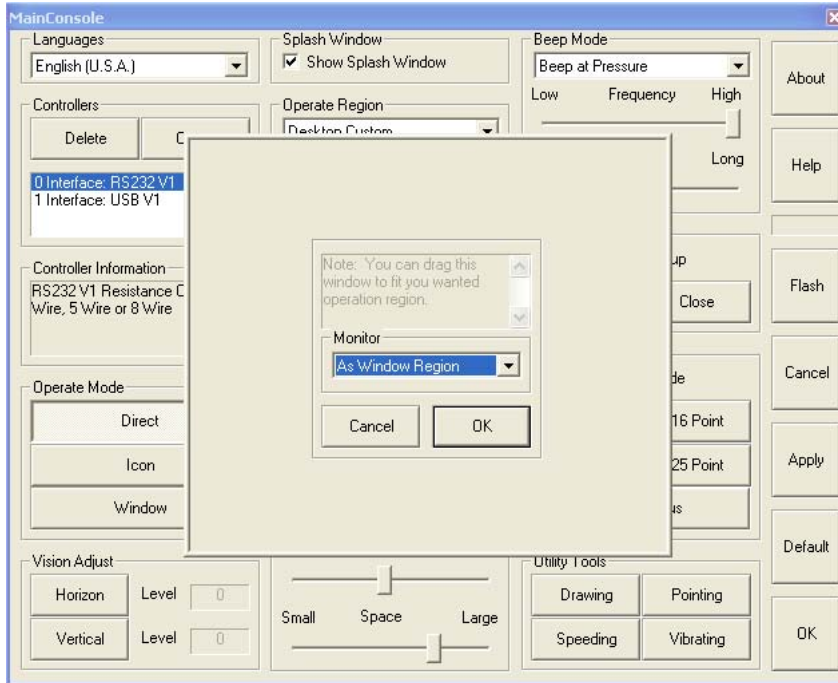 MainConsole
Languages
English (U.S.A.)
Splash Window
Show Splash Window
Beep Mode
Beep at Pressure
Low Frequency High
Long
About
Help
Flash
Cancel
Apply
Default
OK
Controllers
Delete
0 Interface: RS232 V1
1 Interface: USB V1
Operate Region
Desktop Custom
Controller Information
RS232 V1 Resistance
Wire, 5 Wire or 8 Wire
Operate Mode
Direct
Icon
Window
Note: You can drag this
window to fit you wanted
operation region.
Monitor
As Window Region
Cancel OK
Close
16 Point
25 Point
Vision Adjust
Horizon Level 0
Vertical Level 0
Small Space Large
Utility Tools
Drawing Pointing
Speeding Vibrating